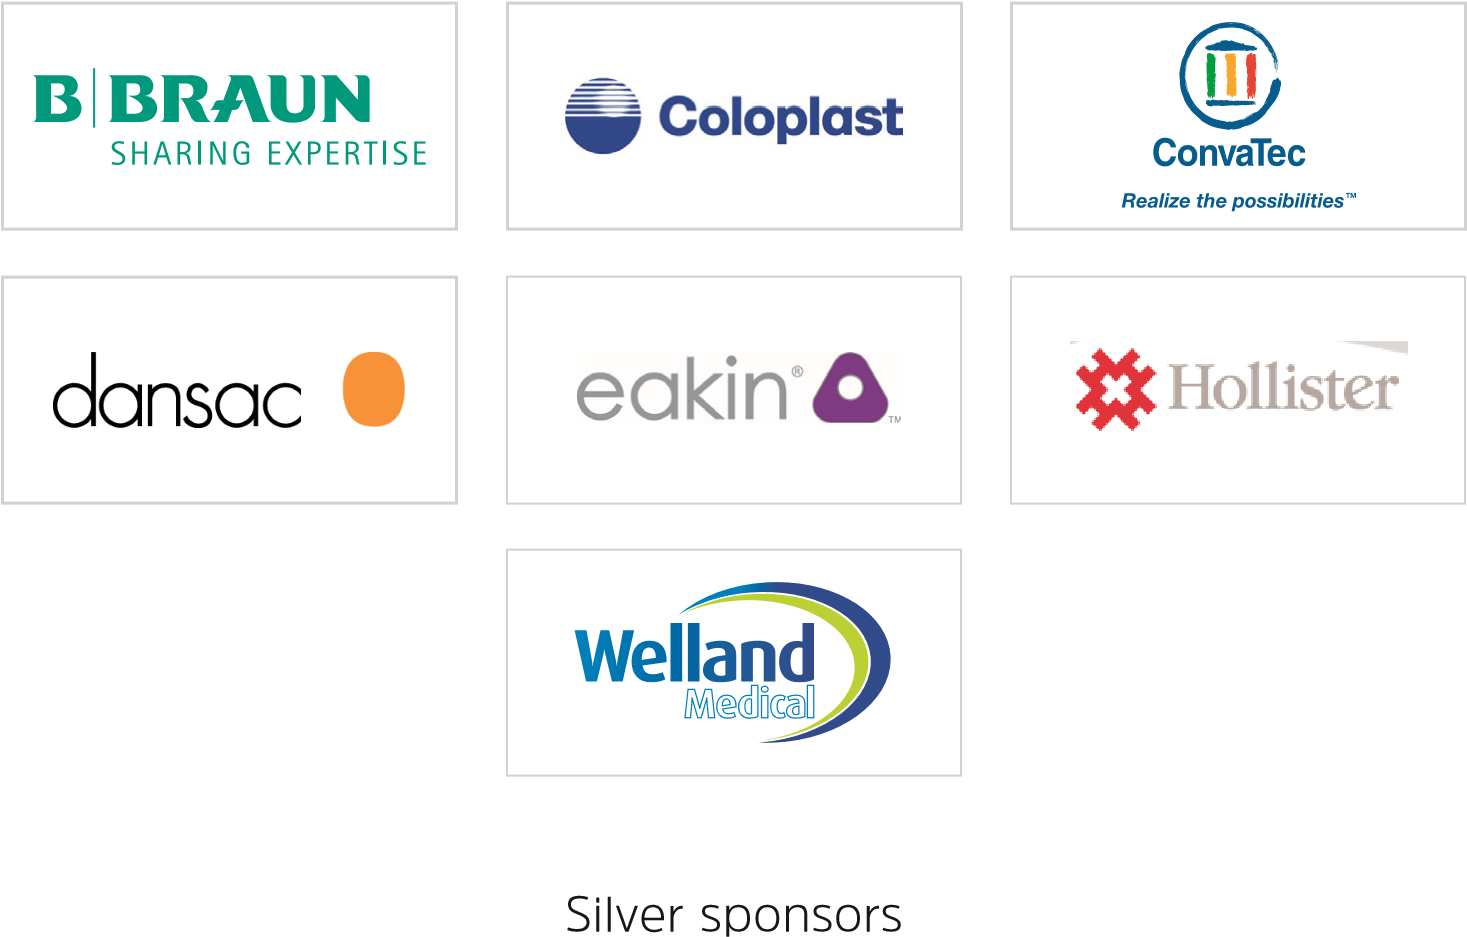 B BRAUN
SHARING EXPERTISE
Coloplast
ConvaTec
Realize the possibilities™
dansac
eakin® ™
Hollister
Welland
Medical
Silver sponsors